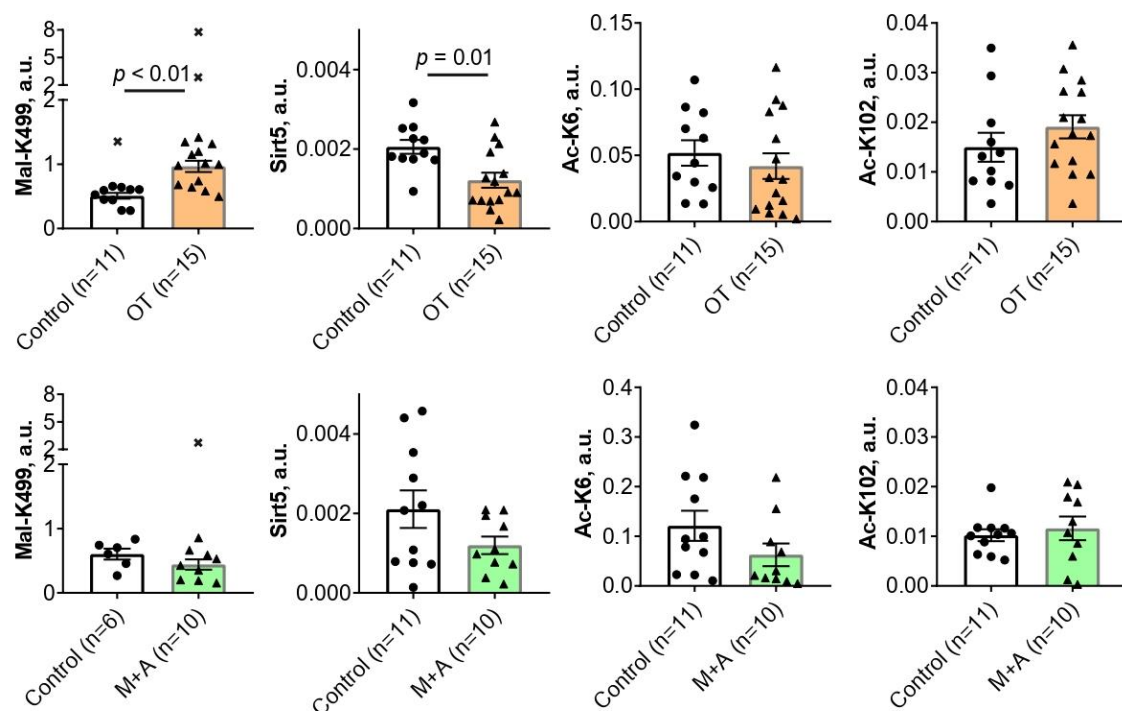 Mal-K499, a.u.
8
5
2
2
1
0
p < 0.01
Control (n=11)
OT (n=15)
Sirt5, a.u.
0.004
0.002
0.000
p = 0.01
Control (n=11)
OT (n=15)
Ac-K6, a.u.
0.15
0.10
0.05
0.00
Control (n=11)
OT (n=15)
Ac-K102, a.u.
0.04
0.03
0.02
0.01
0.00
Control (n=11)
OT (n=15)
Mal-K499, a.u.
8
5
2
2
1
0
Control (n=6)
M+A (n=10)
Sirt5, a.u.
0.004
0.002
0.000
Control (n=11)
M+A (n=10)
Ac-K6, a.u.
0.4
0.3
0.2
0.1
0.0
Control (n=11)
M+A (n=10)
Ac-K102, a.u.
0.04
0.03
0.02
0.01
0.00
Control (n=11)
M+A (n=10)